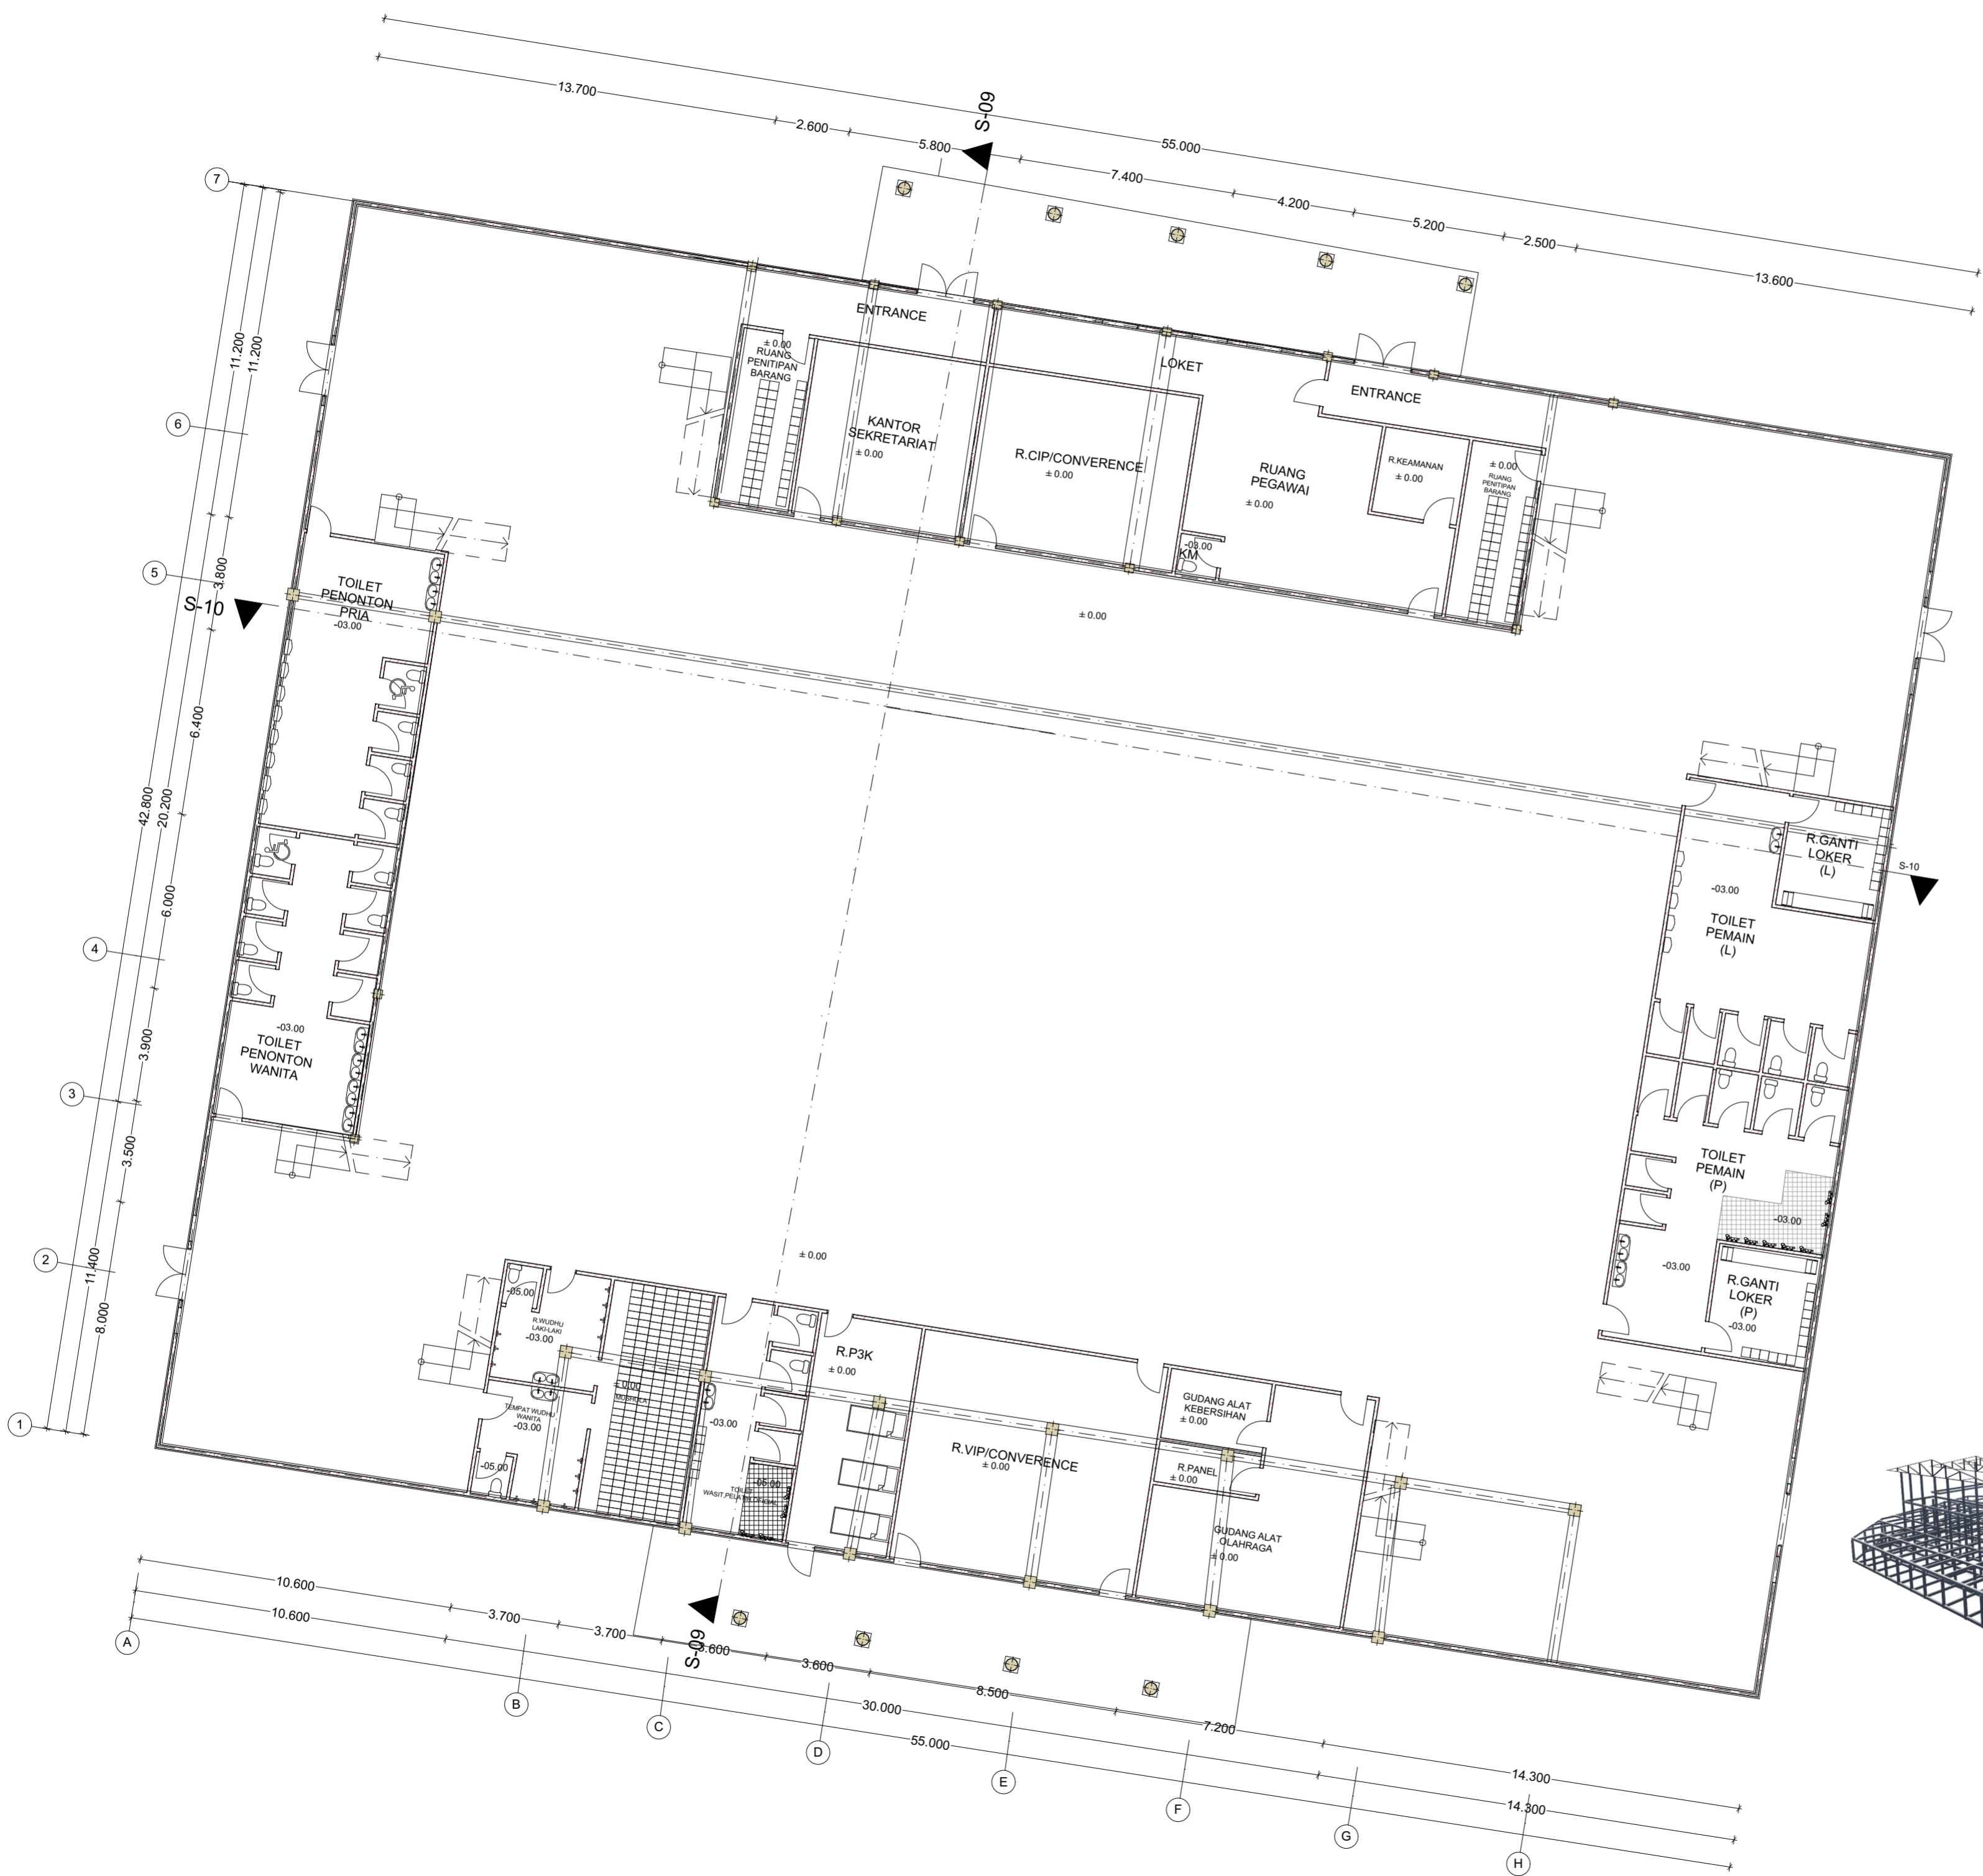 55.000
13.700
2.600
5.800
7.400
4.200
5.200
2.500
13.600
S-09
7
6
5
4
3
2
1
11.200
11.200
3.800
6.400
42.800
20.200
6.000
3.900
3.500
11.400
8.000
S-10
ENTRANCE
± 0.00
RUANG
PENITIPAN
BARANG
KANTOR
SEKRETARIAT
± 0.00
R.CIP/CONVERENCE
± 0.00
LOKET
RUANG
PEGAWAI
± 0.00
ENTRANCE
R.KEAMANAN
± 0.00
± 0.00
RUANG
PENITIPAN
BARANG
-03.00
KM
± 0.00
TOILET
PENONTON
PRIA
-03.00
-03.00
TOILET
PENONTON
WANITA
R.GANTI
LOKER
(L)
S-10
-03.00
TOILET
PEMAIN
(L)
TOILET
PEMAIN
(P)
-03.00
-03.00
R.GANTI
LOKER
(P)
-03.00
± 0.00
-05.00
R.WUDHU
LAKI-LAKI
-03.00
± 0.00
MUSHOLA
TEMPAT WUDHU
WANITA
-03.00
-05.00
-03.00
-05.00
TOILET
R.P3K
± 0.00
R.VIP/CONVERENCE
± 0.00
GUDANG ALAT
KEBERSIHAN
± 0.00
R.PANEL
± 0.00
GUDANG ALAT
OLAHRAGA
± 0.00
S-09
10.600
3.700
3.700
3.600
3.600
8.500
7.200
14.300
10.600
30.000
14.300
55.000
A
B
C
D
E
F
G
H